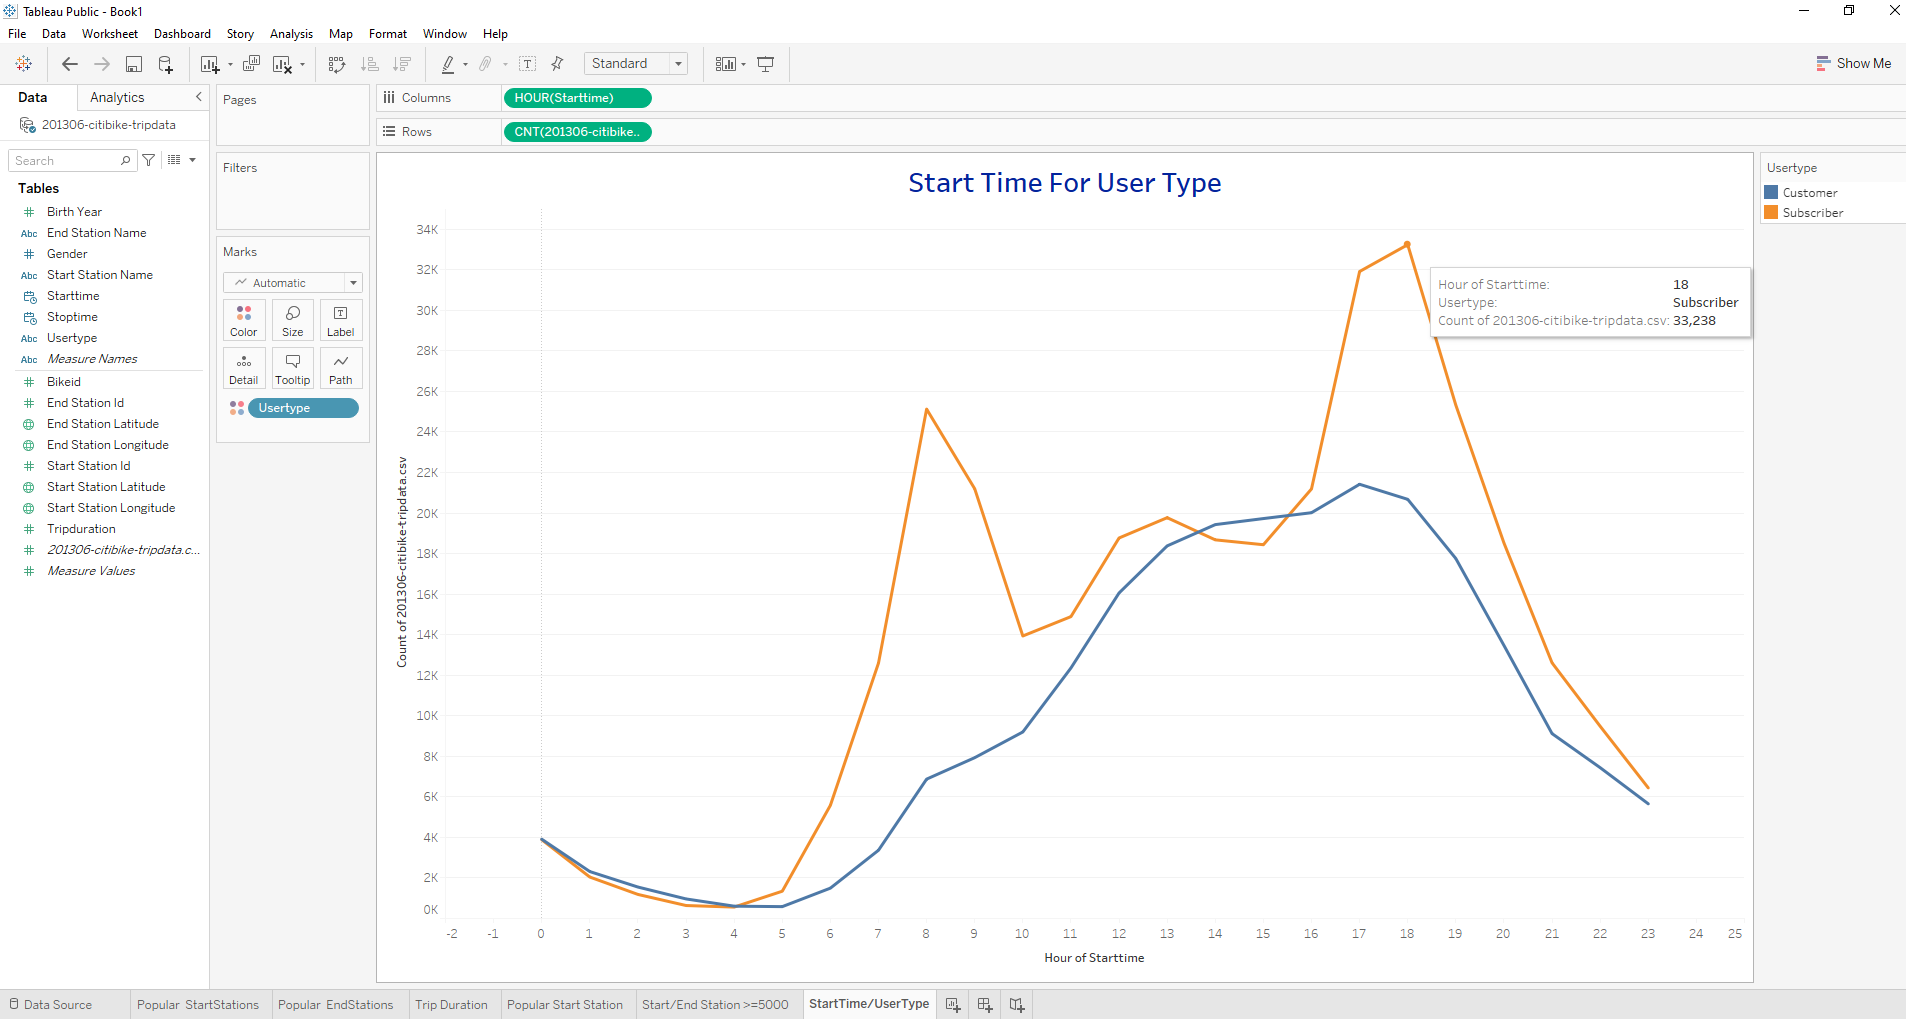 Tableau Public - Book1
File Data Worksheet Dashboard Story Analysis Map Format Window Help
Standard
Show Me
Data Analytics
201306-citibike-tripdata
Search
Tables
Birth Year
End Station Name
Gender
Start Station Name
Starttime
Stoptime
Usertype
Measure Names
Bikeid
End Station Id
End Station Latitude
End Station Longitude
Start Station Id
Start Station Latitude
Start Station Longitude
Tripduration
201306-citibike-tripdata.c...
Measure Values
Abc
Abc
Abc
Abc
Pages
Filters
Marks
Automatic
Color Size Label
Detail Tooltip Path
Usertype
Columns HOUR(Starttime)
Rows CNT(201306-citibike..
Start Time For User Type
34K
32K
30K
28K
26K
24K
22K
20K
18K
16K
14K
12K
10K
8K
6K
4K
2K
0K
Count of 201306-citibike-tripdata.csv
-2 -1 0 1 2 3 4 5 6 7 8 9 10 11 12 13 14 15 16 17 18 19 20 21 22 23 24 25
Hour of Starttime
Hour of Starttime: 18
Usertype: Subscriber
Count of 201306-citibike-tripdata.csv: 33,238
Usertype
Customer
Subscriber
Data Source Popular StartStations Popular EndStations Trip Duration Popular Start Station Start/End Station >=5000 StartTime/UserType